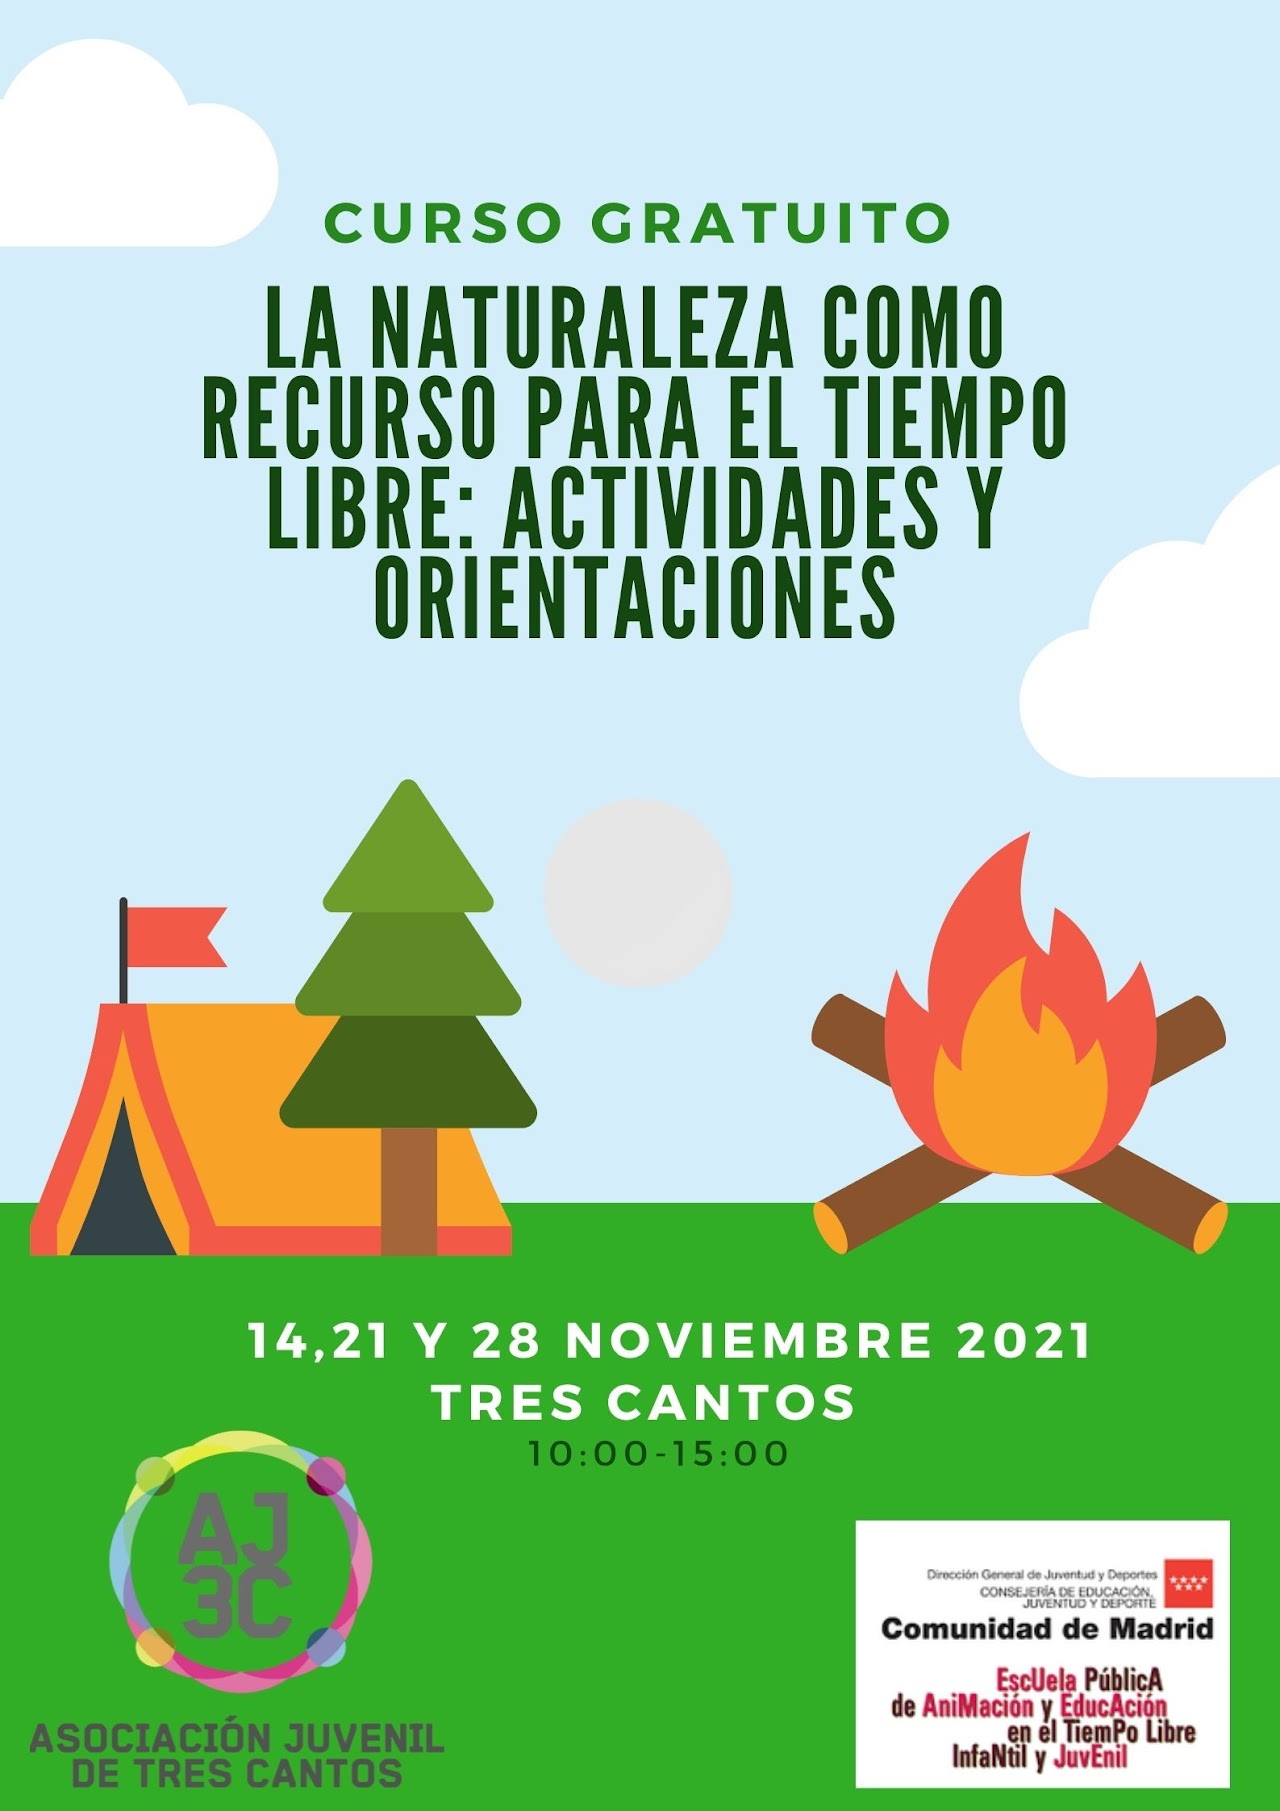 CURSO GRATUITO
LA NATURALEZA COMO
RECURSO PARA EL TIEMPO
LIBRE: ACTIVIDADES Y
ORIENTACIONES
14,21 Y 28 NOVIEMBRE 2021
TRES CANTOS
10:00-15:00
AJ
3C
ASOCIACIÓN JUVENIL
DE TRES CANTOS
Dirección General de Juventud y Deportes
CONSEJERÍA DE EDUCACIÓN,
JUVENTUD Y DEPORTE
Comunidad de Madrid
EscUela PúblicA
de AniMación y EducAción
en el TiemPo Libre
InfaNtil y JuvEnil